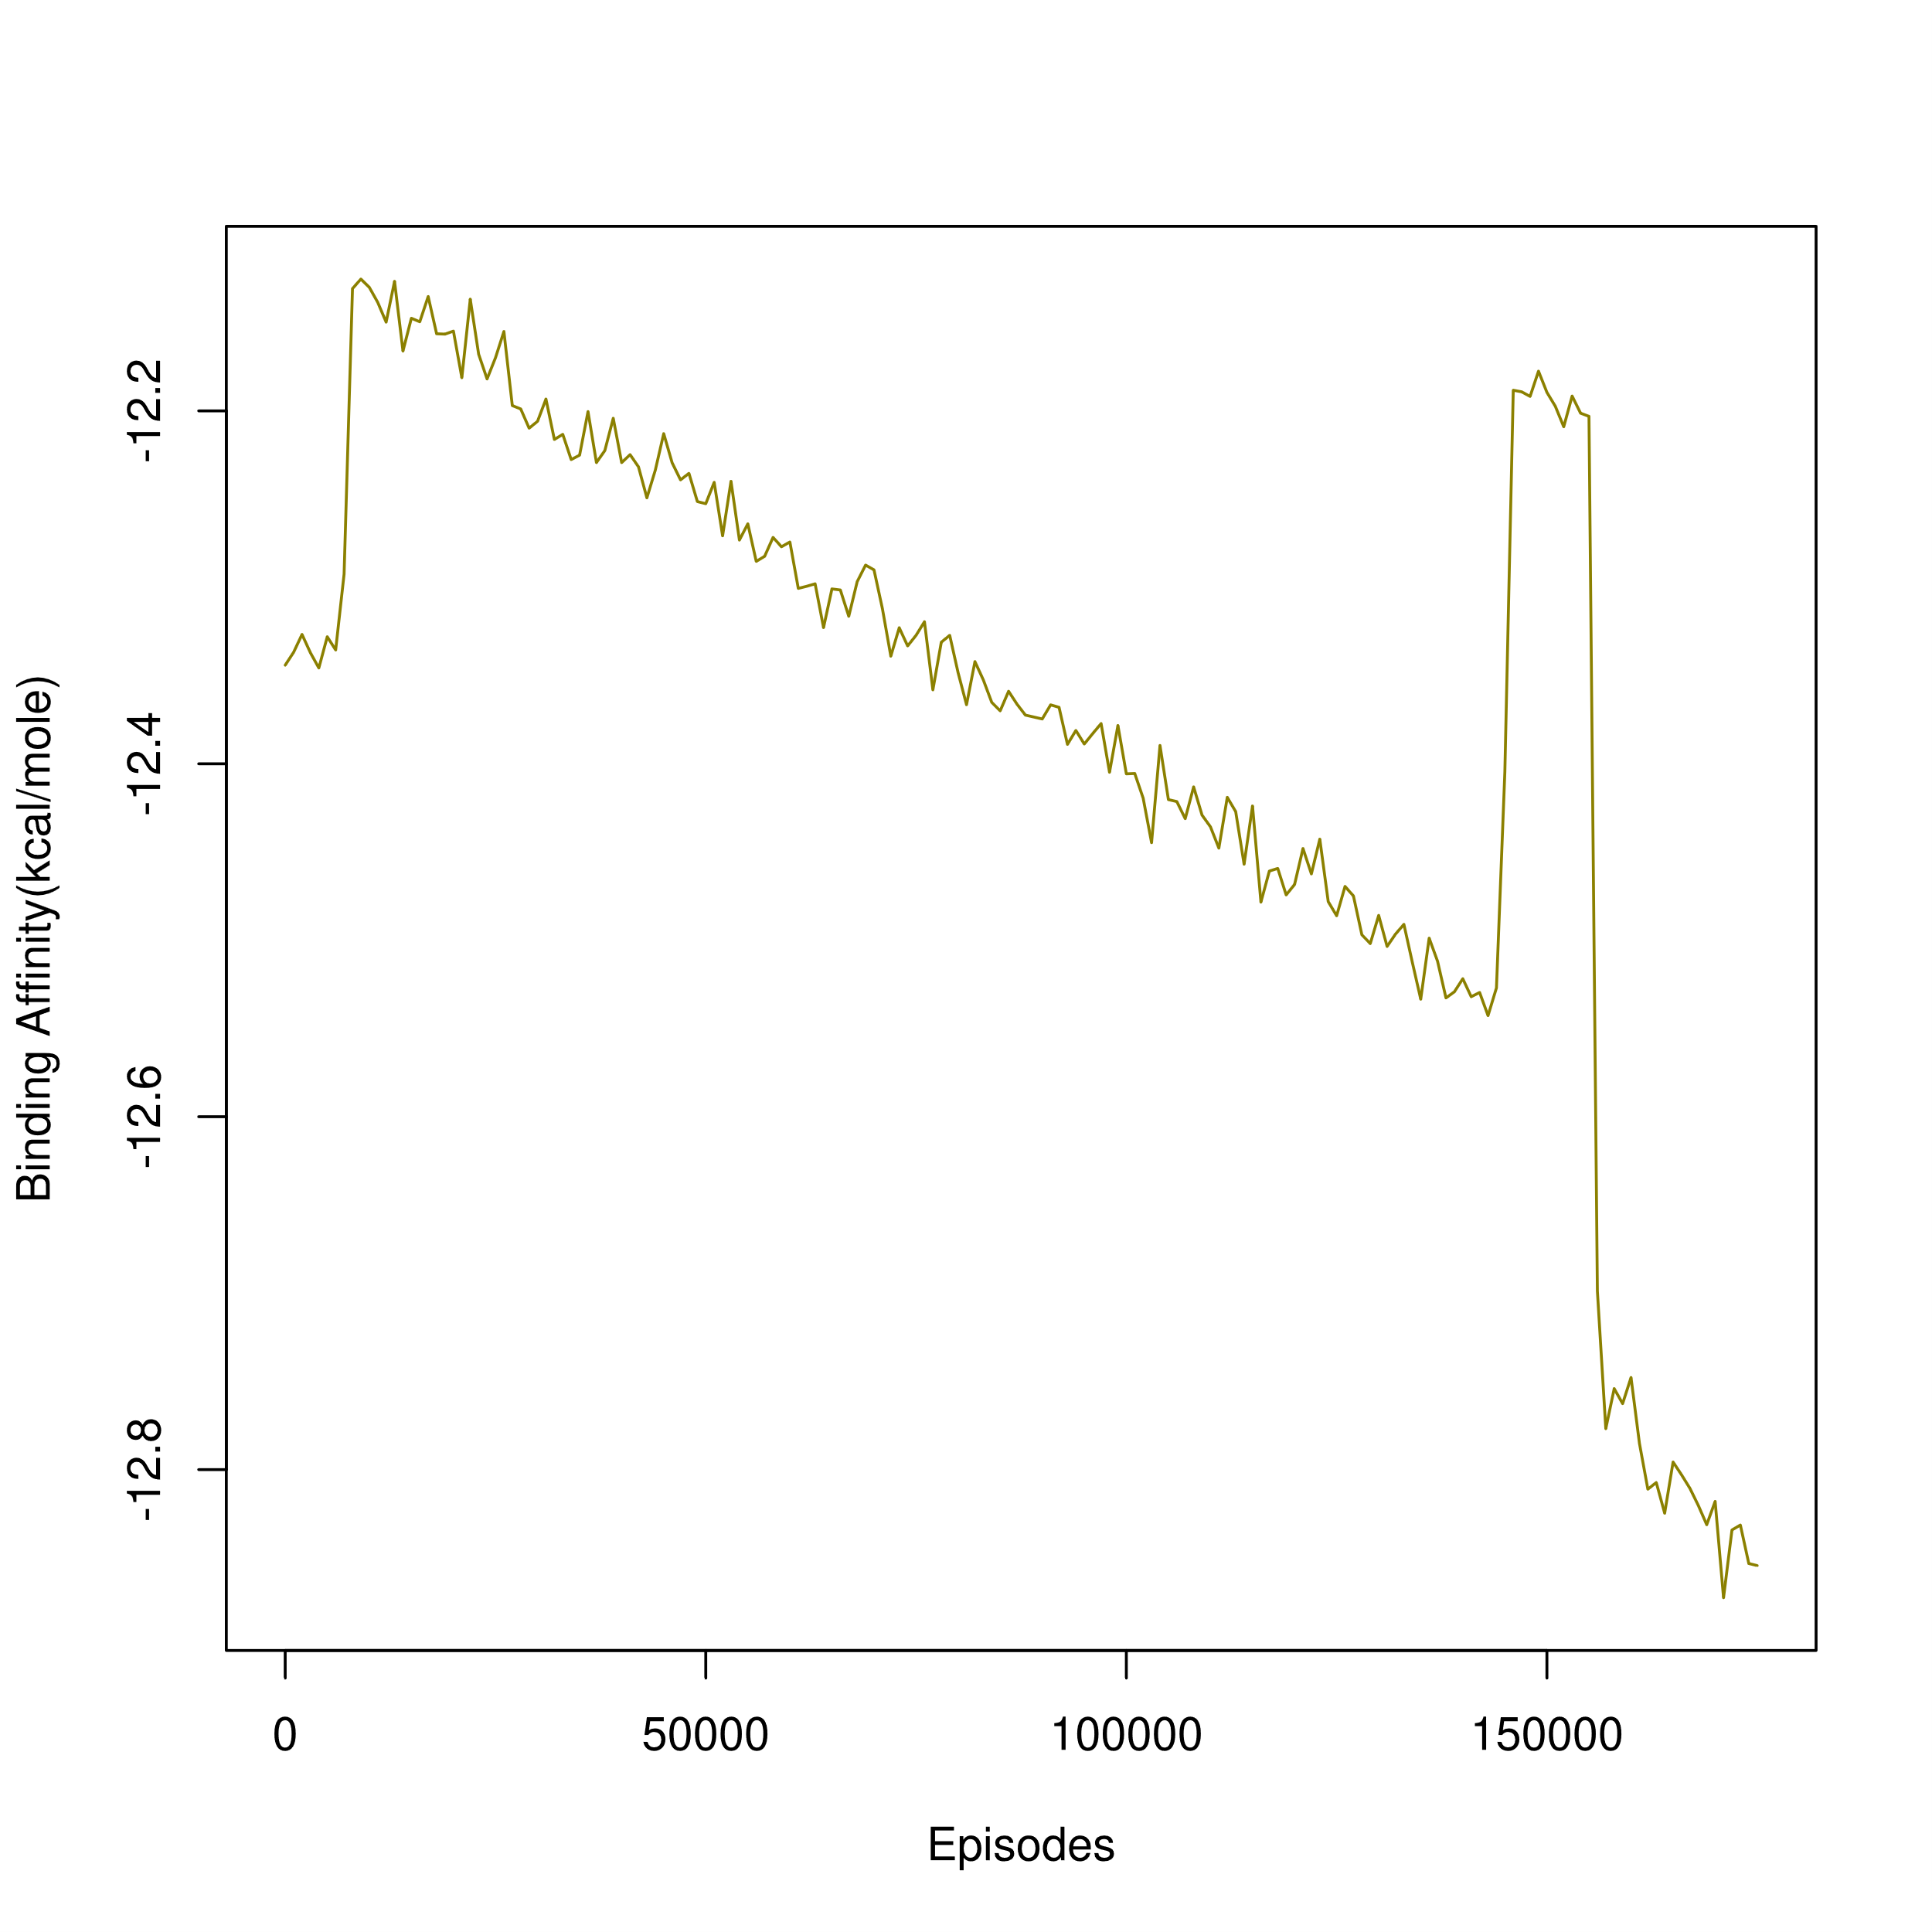 Binding Affinity(kcal/mole)
-12.2
-12.4
-12.6
-12.8
0 50000 100000 150000
Episodes